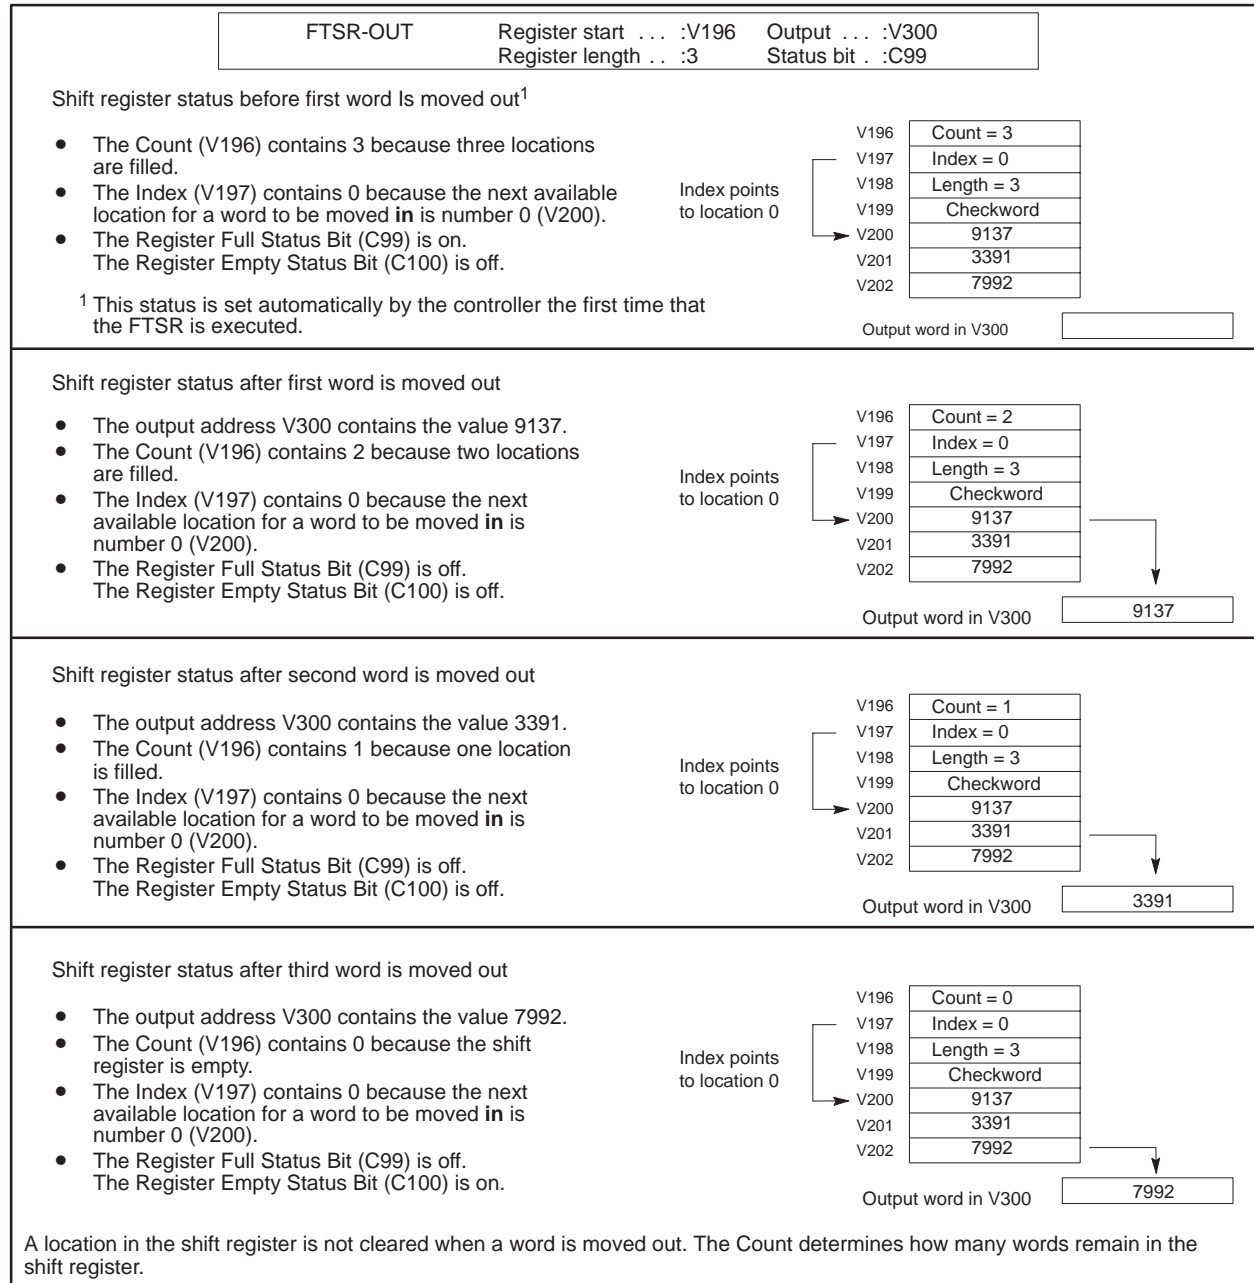 FTSR-OUT Register start . . . :V196 Output . . . :V300
Register length . . :3 Status bit . :C99
Shift register status before first word Is moved out1
• The Count (V196) contains 3 because three locations
are filled.
• The Index (V197) contains 0 because the next available
location for a word to be moved in is number 0 (V200).
• The Register Full Status Bit (C99) is on.
The Register Empty Status Bit (C100) is off.
1 This status is set automatically by the controller the first time that
the FTSR is executed.
Index points
to location 0
V196 Count = 3
V197 Index = 0
V198 Length = 3
V199 Checkword
V200 9137
V201 3391
V202 7992
Output word in V300
Shift register status after first word is moved out
• The output address V300 contains the value 9137.
• The Count (V196) contains 2 because two locations
are filled.
• The Index (V197) contains 0 because the next
available location for a word to be moved in is
number 0 (V200).
• The Register Full Status Bit (C99) is off.
The Register Empty Status Bit (C100) is off.
Index points
to location 0
V196 Count = 2
V197 Index = 0
V198 Length = 3
V199 Checkword
V200 9137
V201 3391
V202 7992
Output word in V300 9137
Shift register status after second word is moved out
• The output address V300 contains the value 3391.
• The Count (V196) contains 1 because one location
is filled.
• The Index (V197) contains 0 because the next
available location for a word to be moved in is
number 0 (V200).
• The Register Full Status Bit (C99) is off.
The Register Empty Status Bit (C100) is off.
Index points
to location 0
V196 Count = 1
V197 Index = 0
V198 Length = 3
V199 Checkword
V200 9137
V201 3391
V202 7992
Output word in V300 3391
Shift register status after third word is moved out
• The output address V300 contains the value 7992.
• The Count (V196) contains 0 because the shift
register is empty.
• The Index (V197) contains 0 because the next
available location for a word to be moved in is
number 0 (V200).
• The Register Full Status Bit (C99) is off.
The Register Empty Status Bit (C100) is on.
Index points
to location 0
V196 Count = 0
V197 Index = 0
V198 Length = 3
V199 Checkword
V200 9137
V201 3391
V202 7992
Output word in V300 7992
A location in the shift register is not cleared when a word is moved out. The Count determines how many words remain in the
shift register.